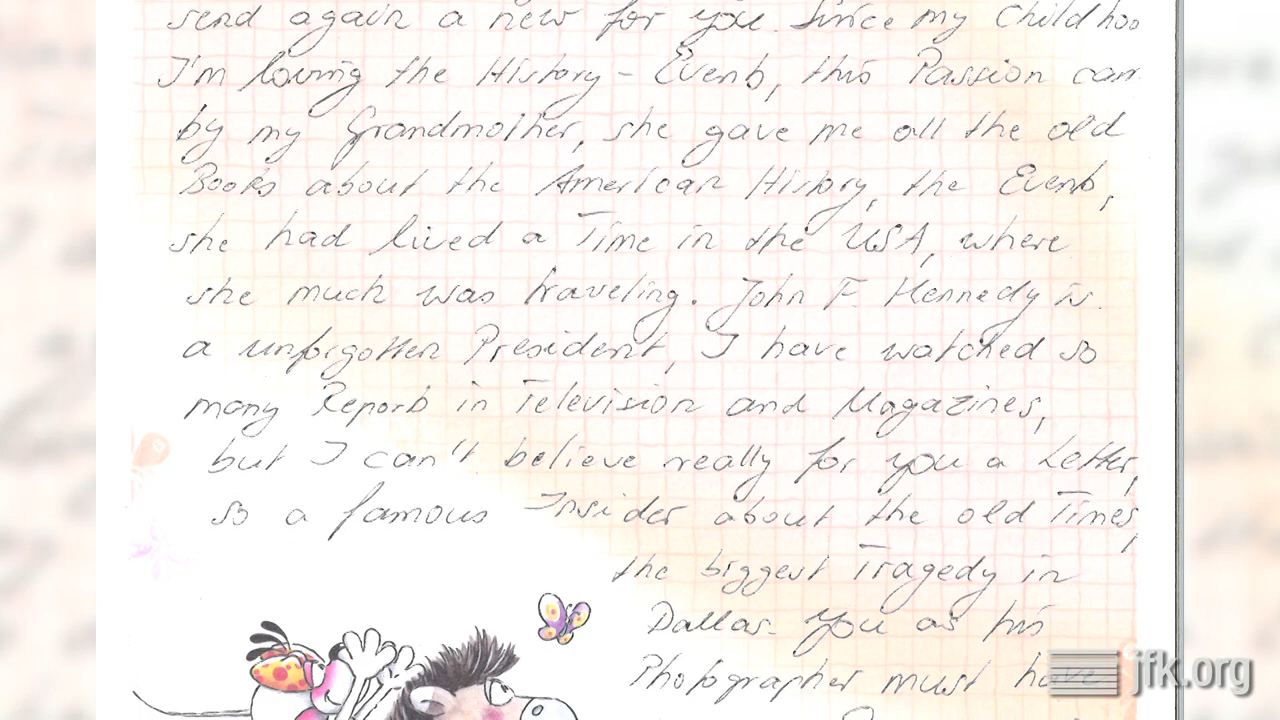 send again a new for you. Since my Childhoo
I'm loving the History - Events, this Passion cam
by my Grandmother, she gave me all the old
Books about the American History, the Events,
she had lived a Time in the USA, where
she much was traveling. John F. Kennedy is
a unforgotten President, I have watched so
many Reports in Television and Magazines,
but I can't believe really for you a Letter,
so a famous Insider about the old Times,
the biggest Tragedy in
Dallas. You as his
Photographer must have
jfk.org